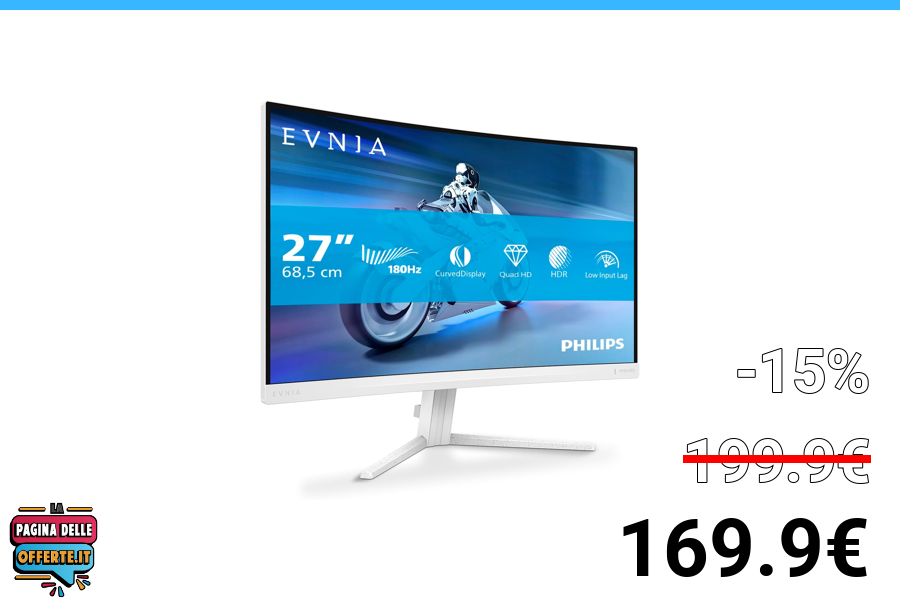 EVNIA
27”
68,5 cm
180Hz
CurvedDisplay
Quad HD
HDR
Low Input Lag
PHILIPS
EVNIA
-15%
199.9€
169.9€
LA
PAGINA DELLE
OFFERTE.IT